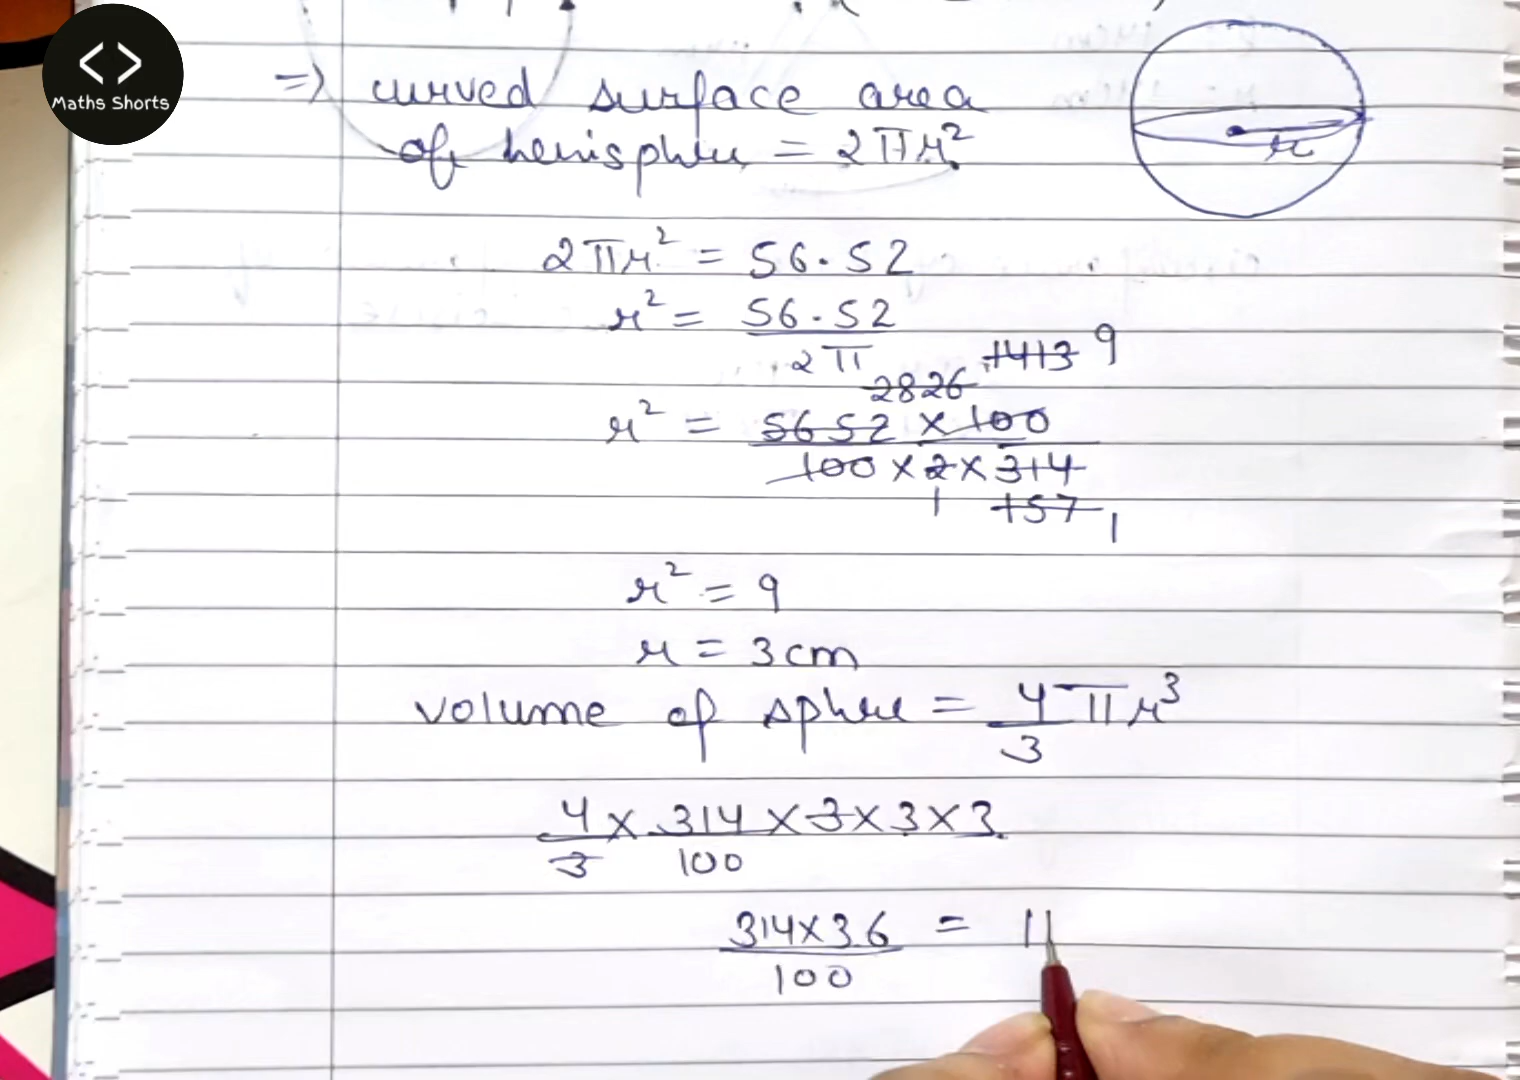 <>
Maths Shorts
=> curved surface area
of hemisphere = 2πr²
r
2πr² = 56.52
r² = 56.52
2π
1413 9
2826
r² = 5652 × 100
100 × 2 × 314
1 157 1
r² = 9
r = 3cm
volume of sphere = 4 πr³
3
4 × 314 × 3 × 3 × 3
3 100
314×36 = 11
100